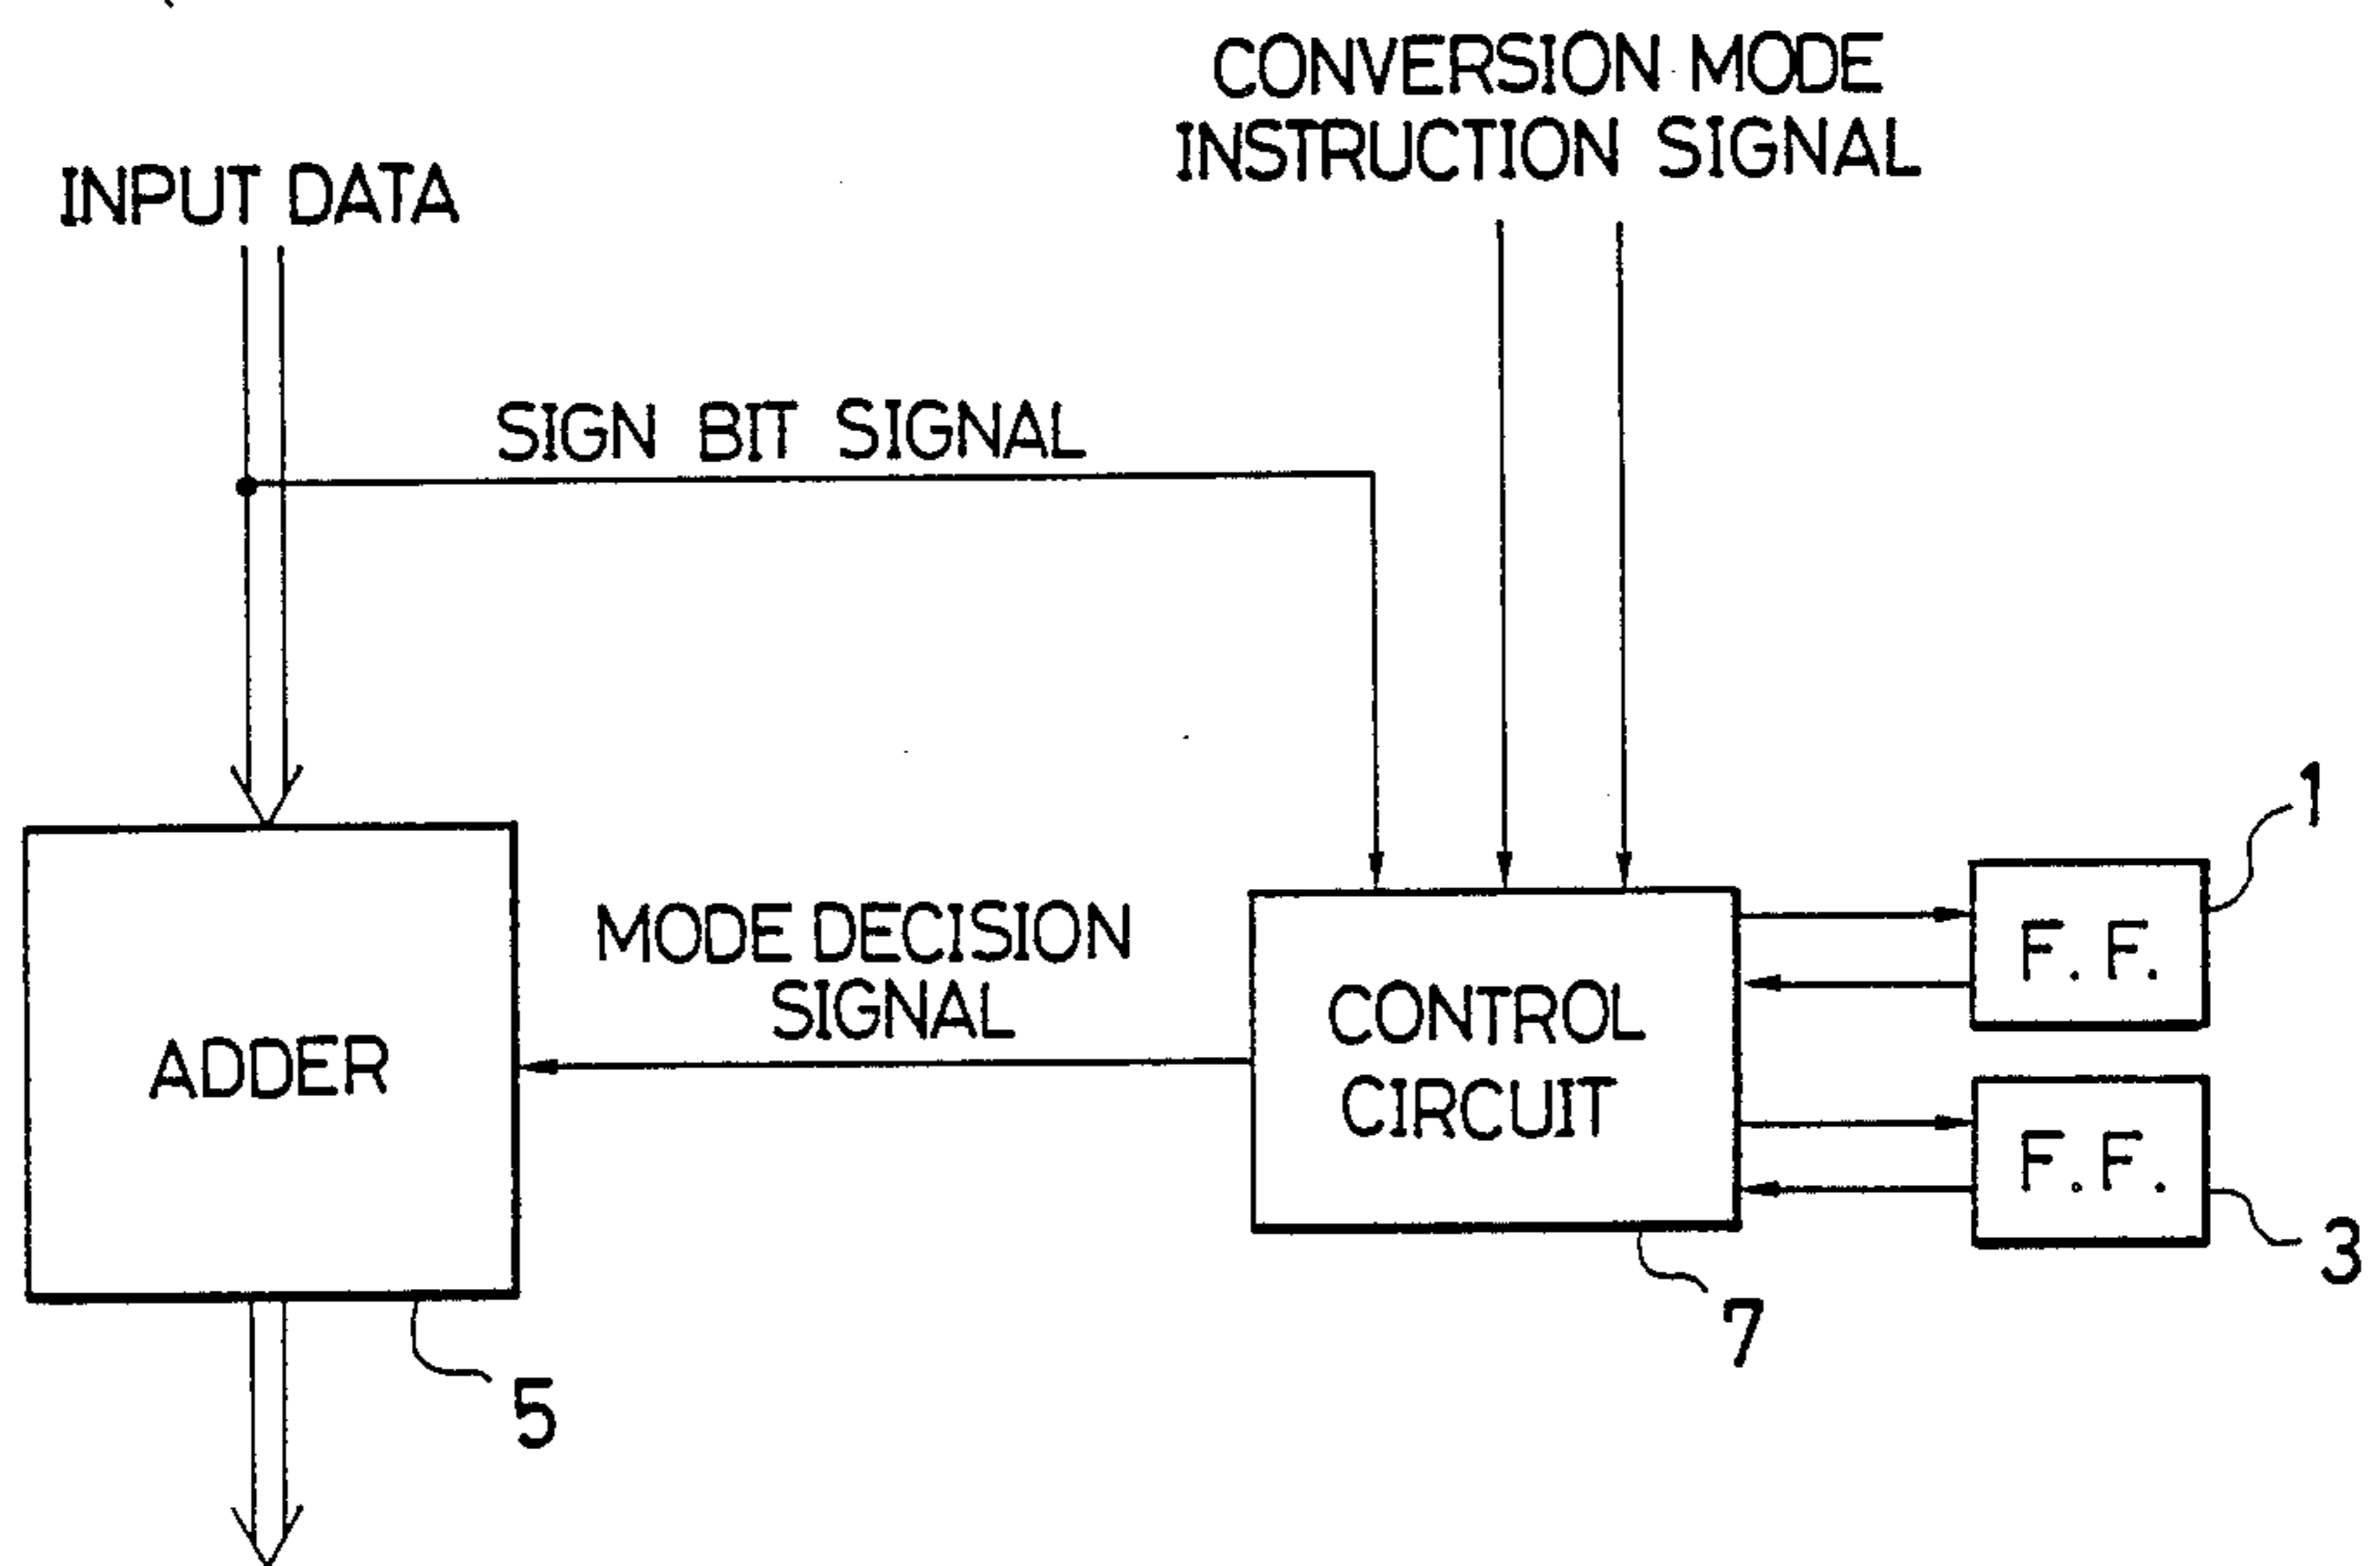 CONVERSION MODE
INSTRUCTION SIGNAL
INPUT DATA
SIGN BIT SIGNAL
1
MODE DECISION
SIGNAL
F.F.
CONTROL
CIRCUIT
ADDER
F.F.
3
7
5